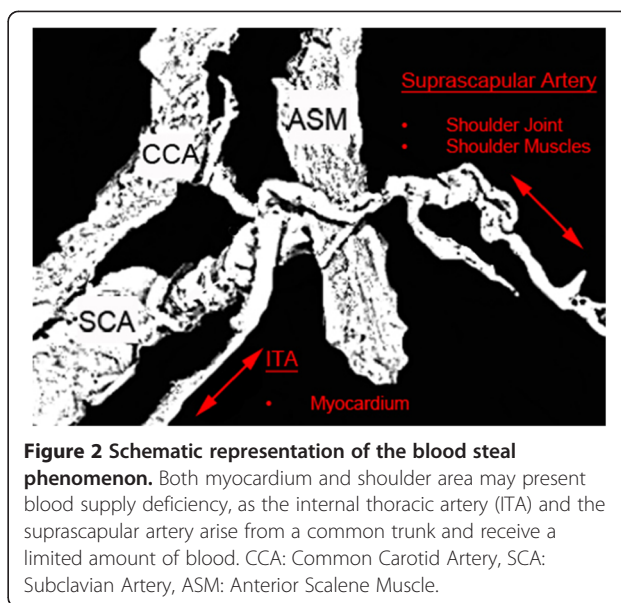 Suprascapular Artery
• Shoulder Joint
• Shoulder Muscles
ASM
CCA
SCA
ITA
• Myocardium
Figure 2 Schematic representation of the blood steal
phenomenon. Both myocardium and shoulder area may present
blood supply deficiency, as the internal thoracic artery (ITA) and the
suprascapular artery arise from a common trunk and receive a
limited amount of blood. CCA: Common Carotid Artery, SCA:
Subclavian Artery, ASM: Anterior Scalene Muscle.